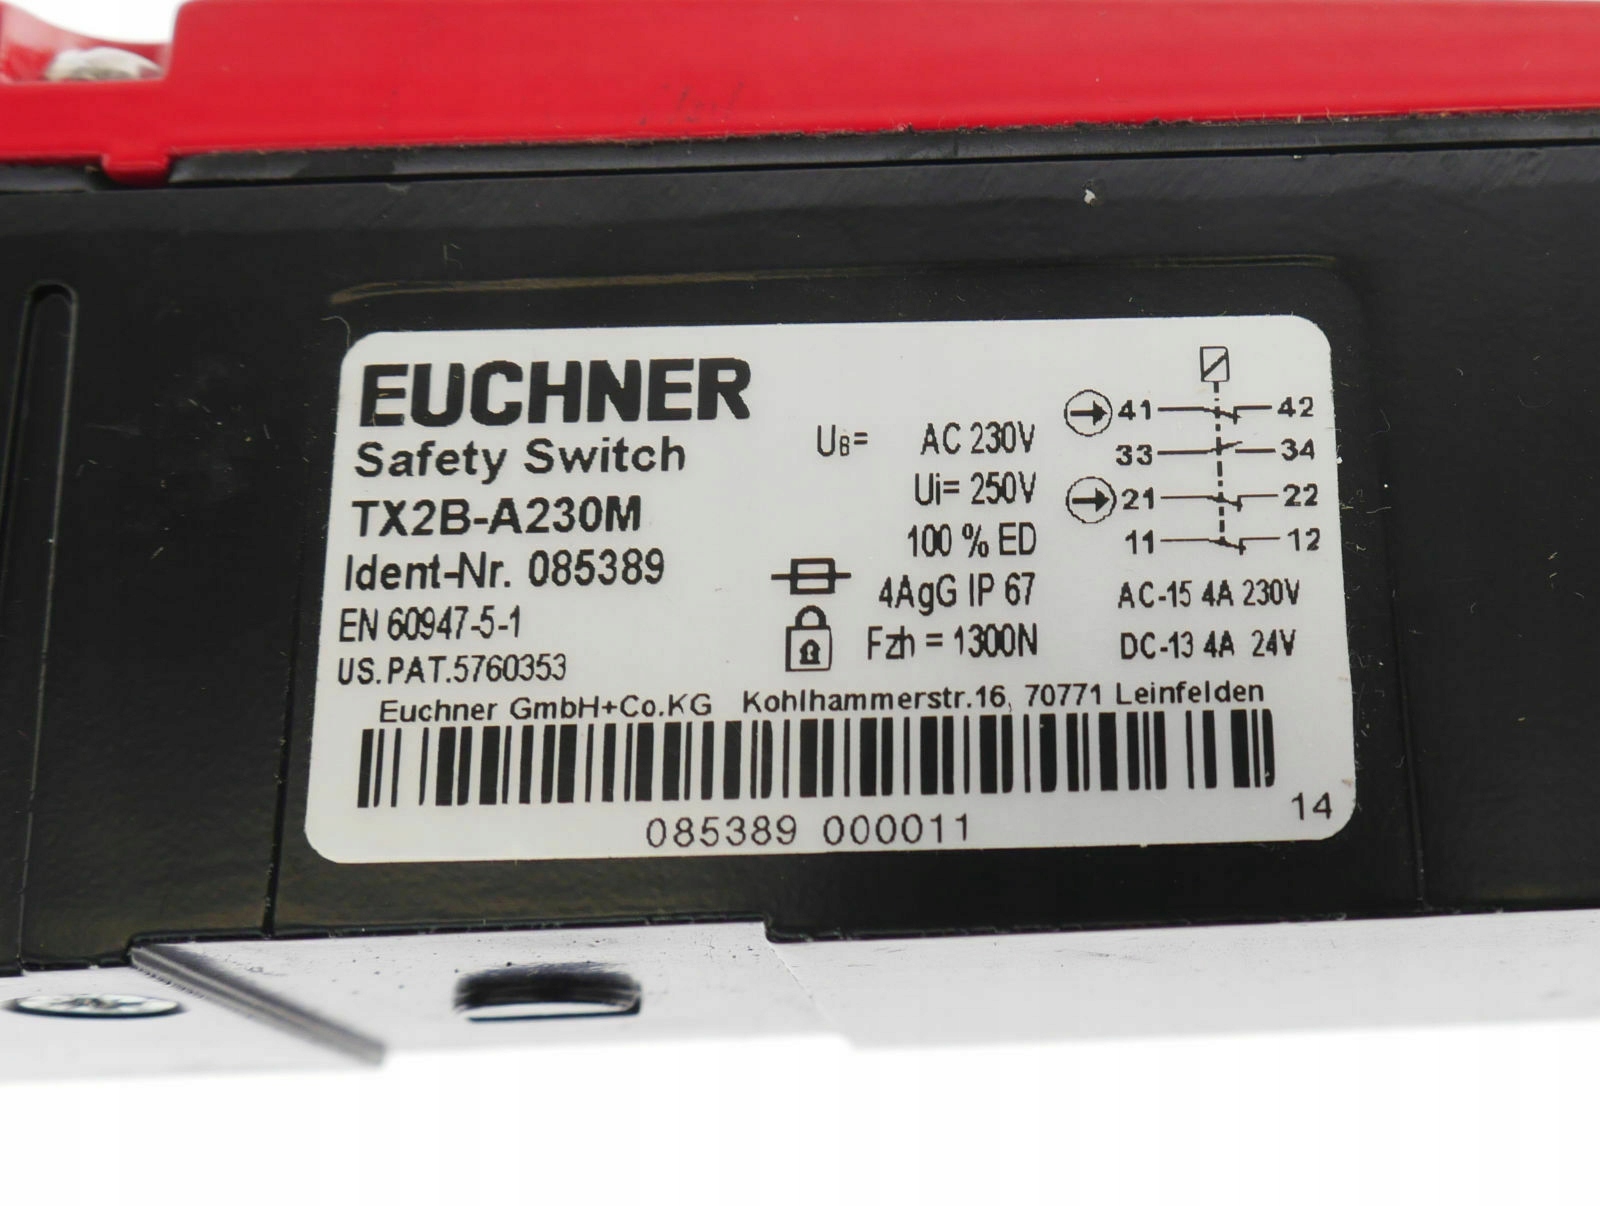 EUCHNER
Safety Switch
TX2B-A230M
Ident-Nr. 085389
EN 60947-5-1
US.PAT.5760353
UB= AC 230V
Ui= 250V
100 % ED
4AgG IP 67
Fzh = 1300N
41 42
33 34
21 22
11 12
AC-15 4A 230V
DC-13 4A 24V
Euchner GmbH+Co.KG Kohlhammerstr.16, 70771 Leinfelden
085389 000011
14